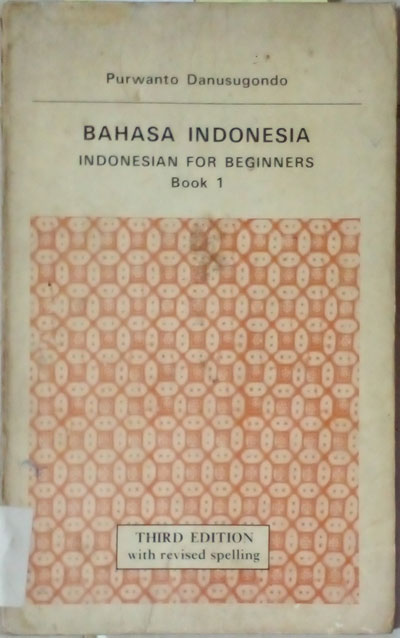 Purwanto Danusugondo
BAHASA INDONESIA
INDONESIAN FOR BEGINNERS
Book 1
THIRD EDITION
with revised spelling